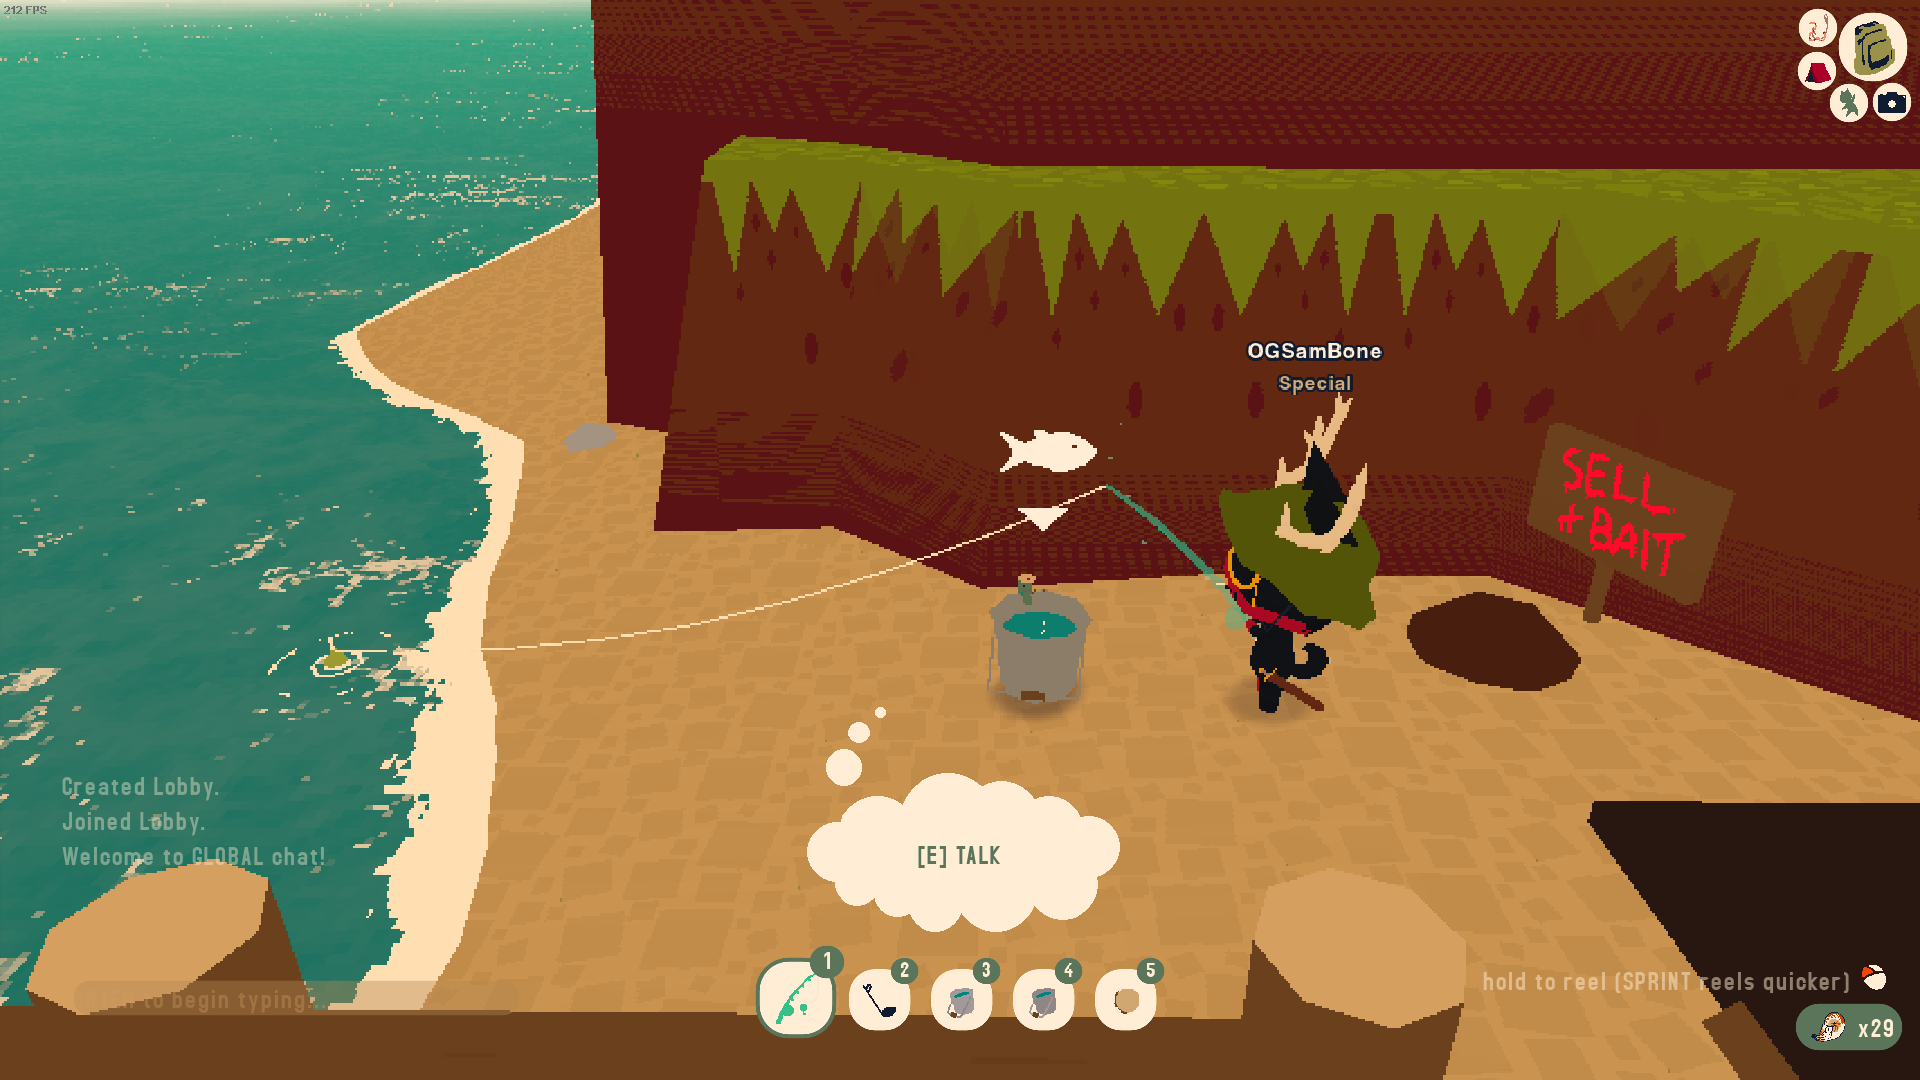 212 FPS
OGSamBone
Special
SELL
+BAIT
Created Lobby.
Joined Lobby.
Welcome to GLOBAL chat!
[E] TALK
to begin typing...
1
2
3
4
5
hold to reel (SPRINT reels quicker)
x29